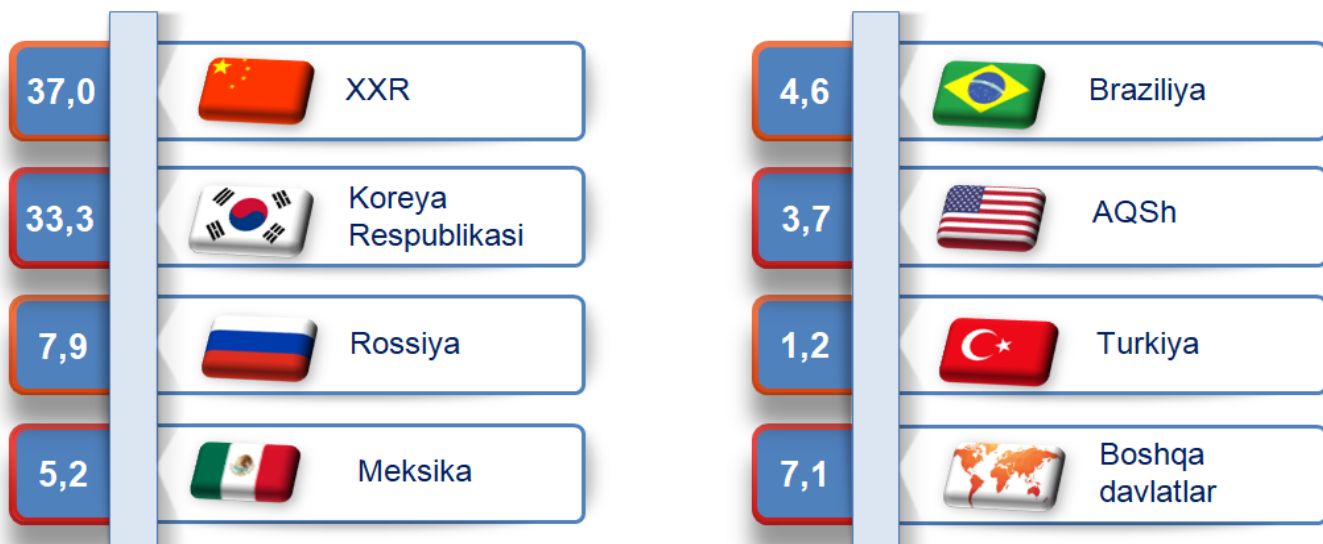 37,0
XXR
33,3
Koreya
Respublikasi
7,9
Rossiya
5,2
Meksika
4,6
Braziliya
3,7
AQSh
1,2
Turkiya
7,1
Boshqa
davlatlar